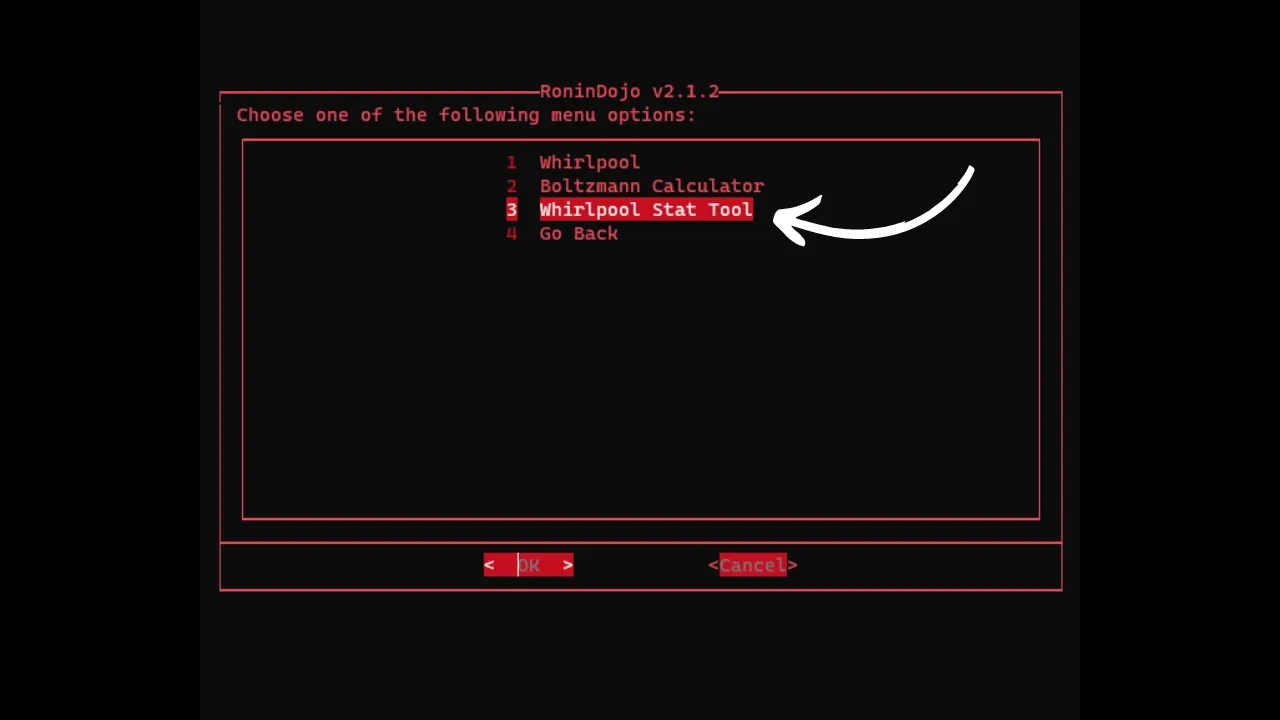 RoninDojo v2.1.2
Choose one of the following menu options:
1 Whirlpool
2 Boltzmann Calculator
3 Whirlpool Stat Tool
4 Go Back
< OK > <Cancel>